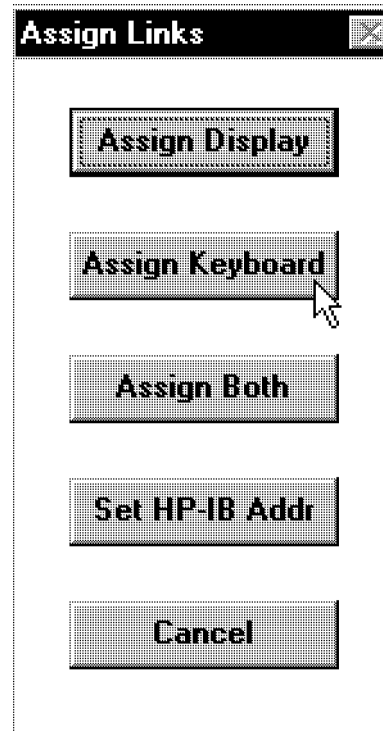 Assign Links
Assign Display
Assign Keyboard
Assign Both
Set HP-IB Addr
Cancel